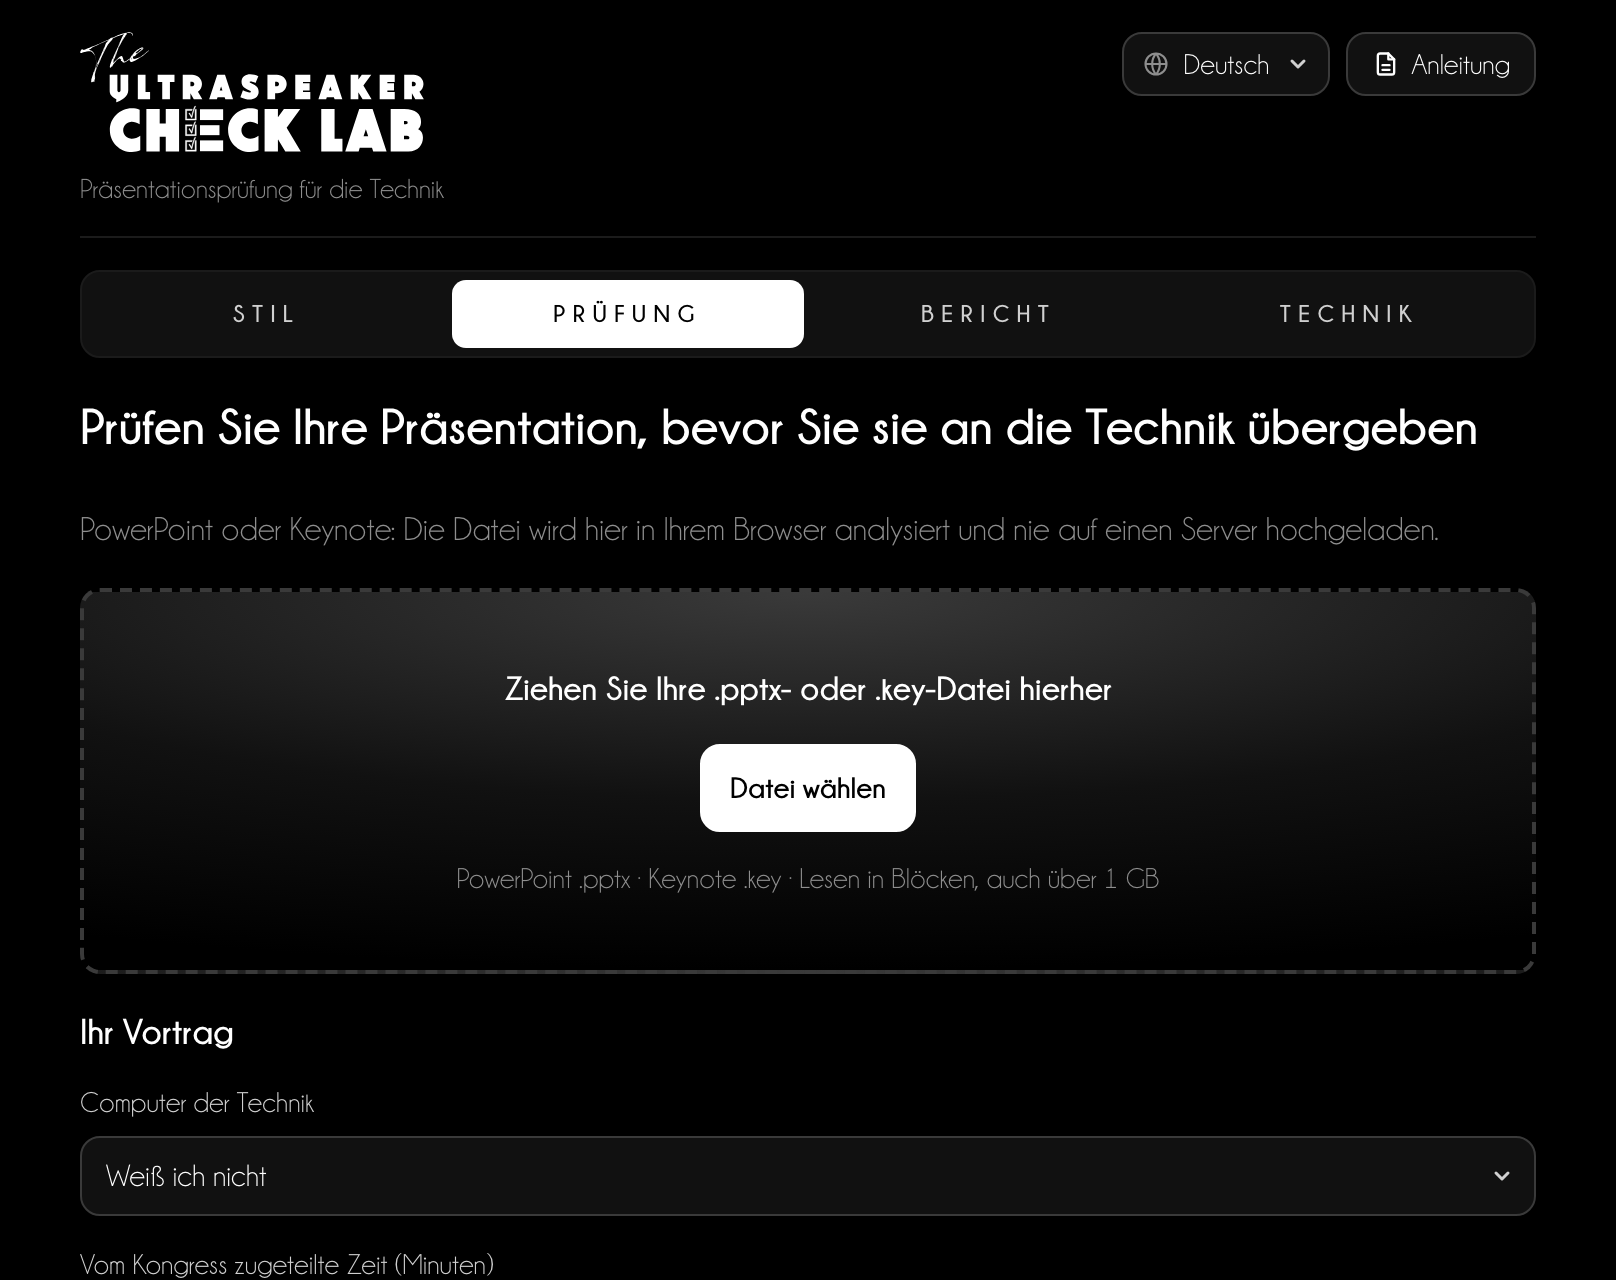 The
ULTRASPEAKER
CHECK LAB
Deutsch
Anleitung
Präsentationsprüfung für die Technik
STIL
PRÜFUNG
BERICHT
TECHNIK
Prüfen Sie Ihre Präsentation, bevor Sie sie an die Technik übergeben
PowerPoint oder Keynote: Die Datei wird hier in Ihrem Browser analysiert und nie auf einen Server hochgeladen.
Ziehen Sie Ihre .pptx- oder .key-Datei hierher
Datei wählen
PowerPoint .pptx · Keynote .key · Lesen in Blöcken, auch über 1 GB
Ihr Vortrag
Computer der Technik
Weiß ich nicht
Vom Kongress zugeteilte Zeit (Minuten)